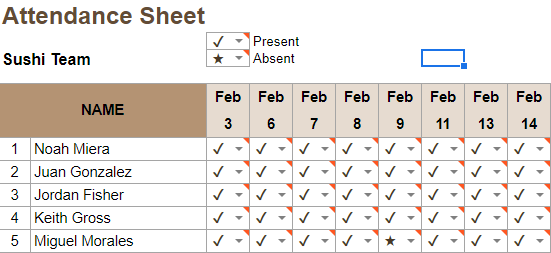 Attendance Sheet
✓ Present
Sushi Team ★ Absent
NAME Feb 3 Feb 6 Feb 7 Feb 8 Feb 9 Feb 11 Feb 13 Feb 14
1 Noah Miera ✓ ✓ ✓ ✓ ✓ ✓ ✓ ✓
2 Juan Gonzalez ✓ ✓ ✓ ✓ ✓ ✓ ✓ ✓
3 Jordan Fisher ✓ ✓ ✓ ✓ ✓ ✓ ✓ ✓
4 Keith Gross ✓ ✓ ✓ ✓ ✓ ✓ ✓ ✓
5 Miguel Morales ✓ ✓ ✓ ✓ ★ ✓ ✓ ✓